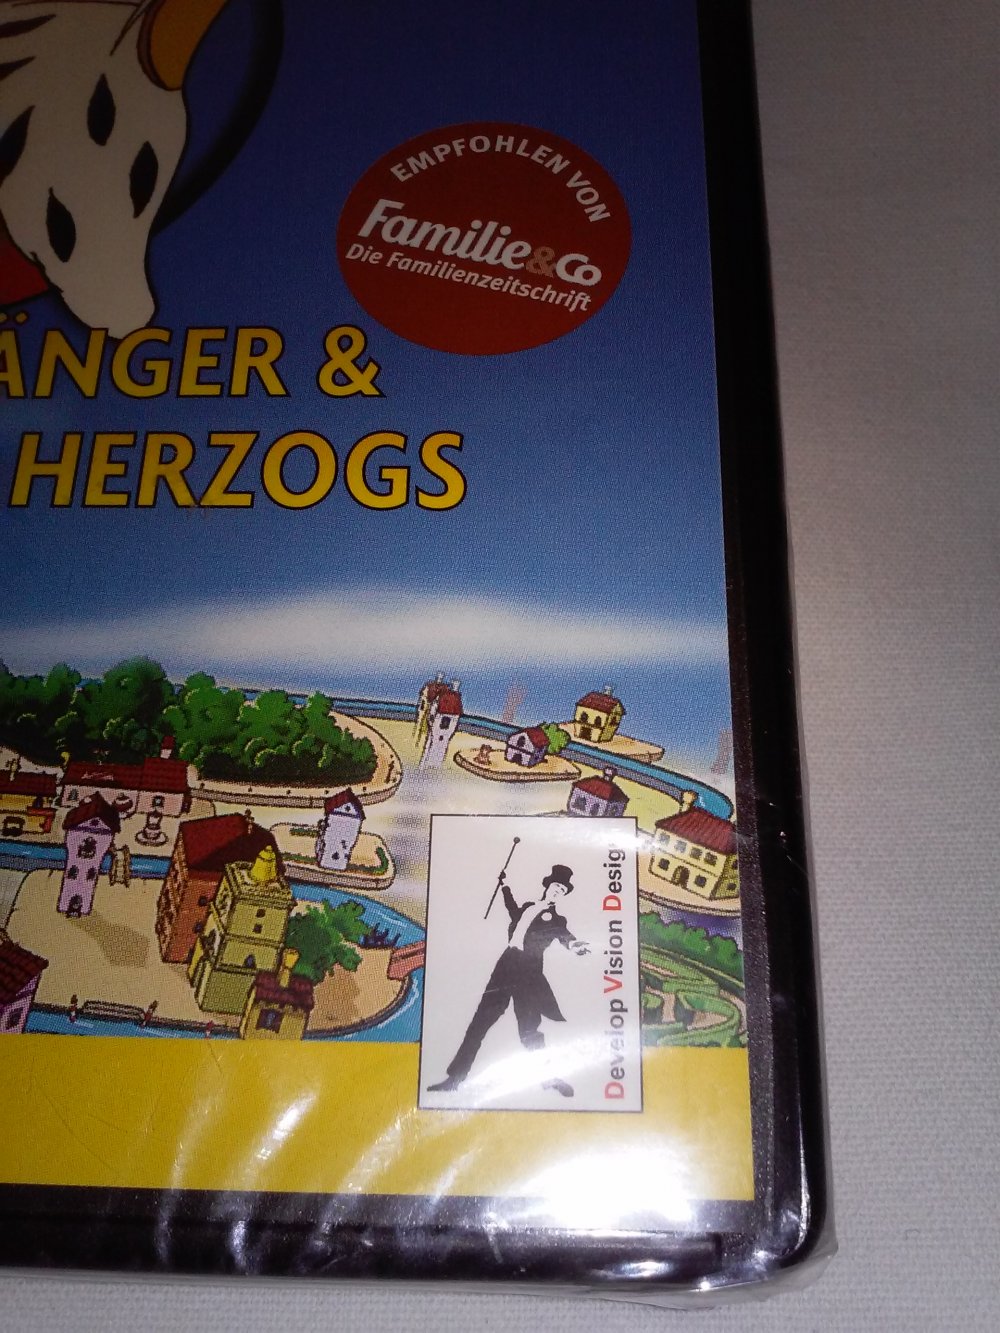 EMPFOHLEN VON
Familie&Co
Die Familienzeitschrift
ÄNGER &
HERZOGS
Develop Vision Desig